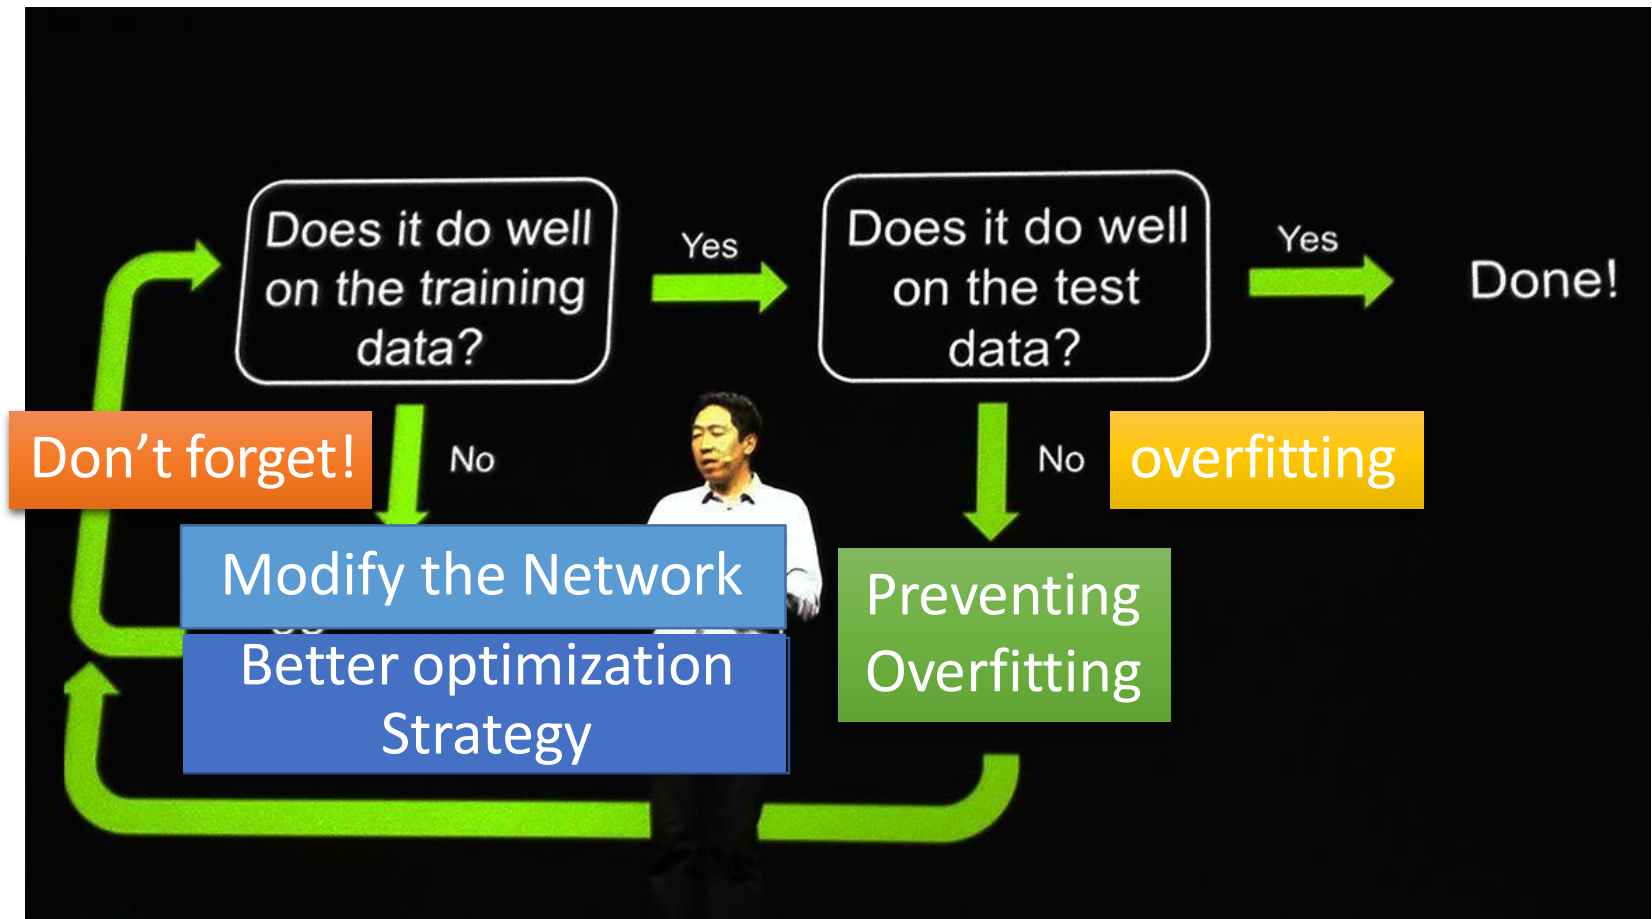 Does it do well
on the training
data?
Yes
Does it do well
on the test
data?
Yes
Done!
Don't forget!
No
No
overfitting
Modify the Network
Better optimization
Strategy
Preventing
Overfitting